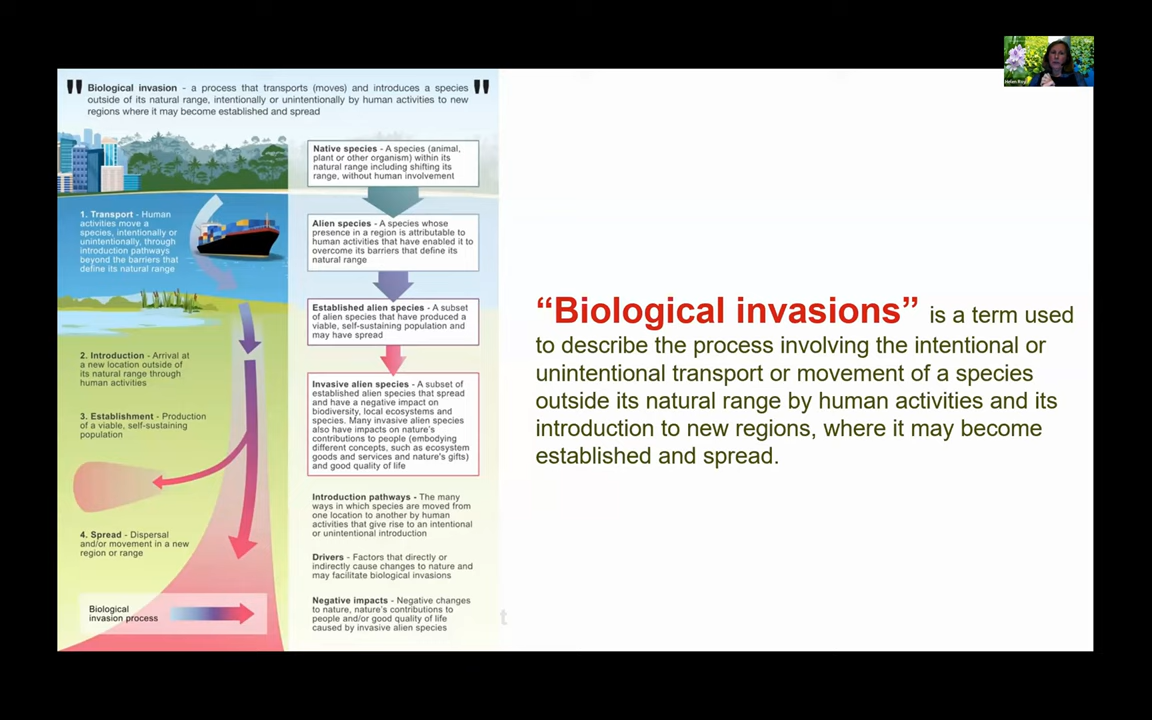 " Biological invasion - a process that transports (moves) and introduces a species "
outside of its natural range, intentionally or unintentionally by human activities to new
regions where it may become established and spread
1. Transport - Human
activities move a
species, intentionally or
unintentionally, through
introduction pathways
beyond the barriers that
define its natural range
2. Introduction - Arrival at
a new location outside of
its natural range through
human activities
3. Establishment - Production
of a viable, self-sustaining
population
4. Spread - Dispersal
and/or movement in a new
region or range
Biological
invasion process
Native species - A species (animal,
plant or other organism) within its
natural range including shifting its
range, without human involvement
Alien species - A species whose
presence in a region is attributable to
human activities that have enabled it to
overcome its barriers that define its
natural range
Established alien species - A subset
of alien species that have produced a
viable, self-sustaining population and
may have spread
Invasive alien species - A subset of
established alien species that spread
and have a negative impact on
biodiversity, local ecosystems and
species. Many invasive alien species
also have impacts on nature's
contributions to people (embodying
different concepts, such as ecosystem
goods and services and nature's gifts)
and good quality of life
Introduction pathways - The many
ways in which species are moved from
one location to another by human
activities that give rise to an intentional
or unintentional introduction
Drivers - Factors that directly or
indirectly cause changes to nature and
may facilitate biological invasions
Negative impacts - Negative changes
to nature, nature's contributions to
people and/or good quality of life
caused by invasive alien species
t
“Biological invasions” is a term used
to describe the process involving the intentional or
unintentional transport or movement of a species
outside its natural range by human activities and its
introduction to new regions, where it may become
established and spread.
Helen